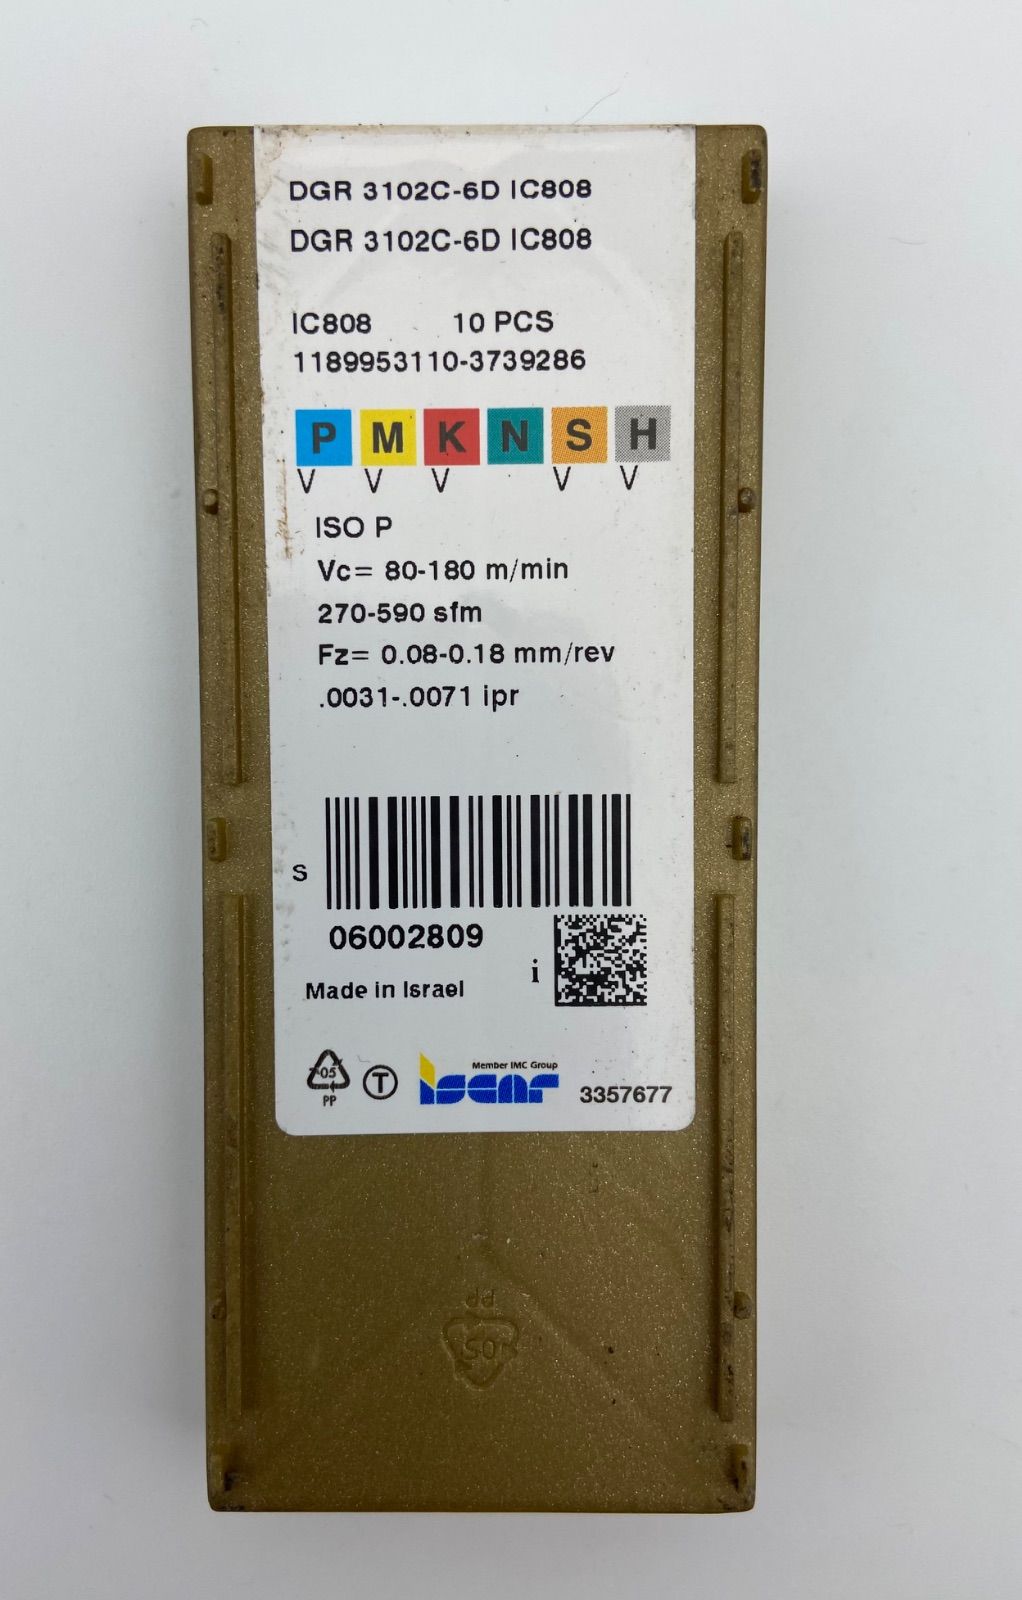 DGR 3102C-6D IC808
DGR 3102C-6D IC808
IC808 10 PCS
1189953110-3739286
P M K N S H
V V V V V
ISO P
Vc= 80-180 m/min
270-590 sfm
Fz= 0.08-0.18 mm/rev
.0031-.0071 ipr
S
06002809
i
Made in Israel
05
PP
T
Member IMC Group
iscar
3357677
PP
05